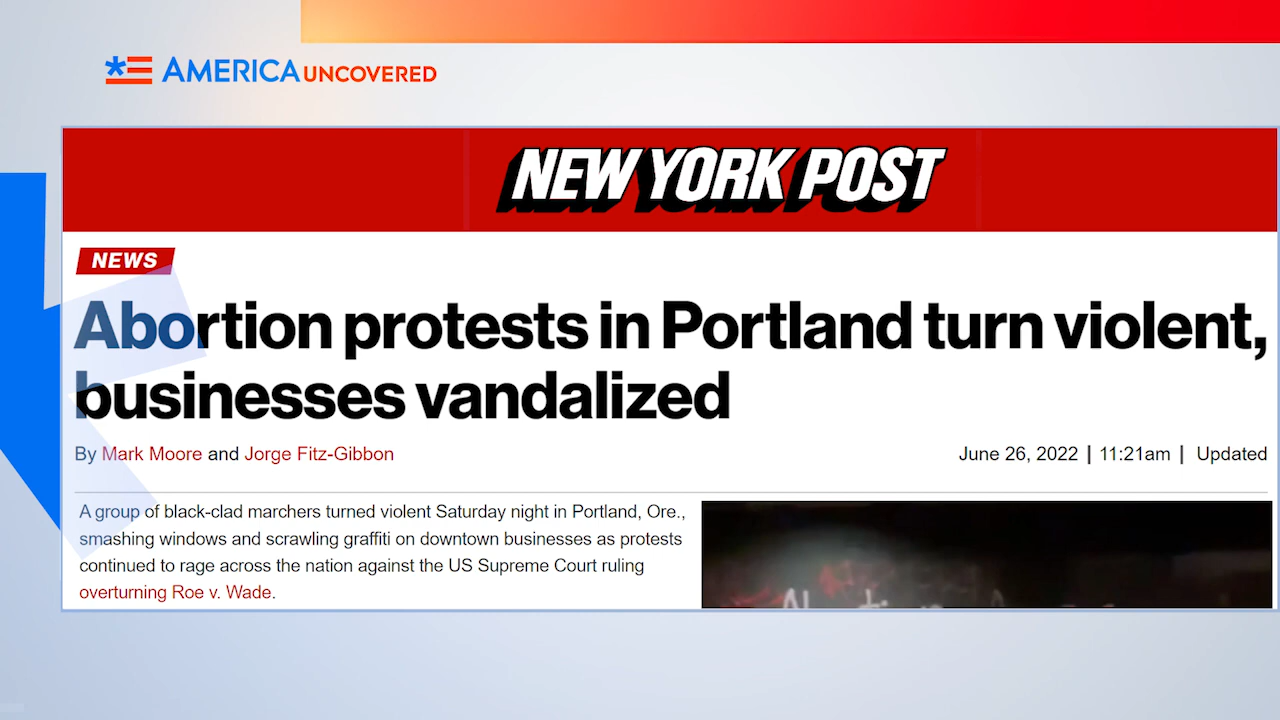 AMERICA UNCOVERED
NEW YORK POST
NEWS
Abortion protests in Portland turn violent,
businesses vandalized
By Mark Moore and Jorge Fitz-Gibbon
June 26, 2022 | 11:21am | Updated
A group of black-clad marchers turned violent Saturday night in Portland, Ore.,
smashing windows and scrawling graffiti on downtown businesses as protests
continued to rage across the nation against the US Supreme Court ruling
overturning Roe v. Wade.